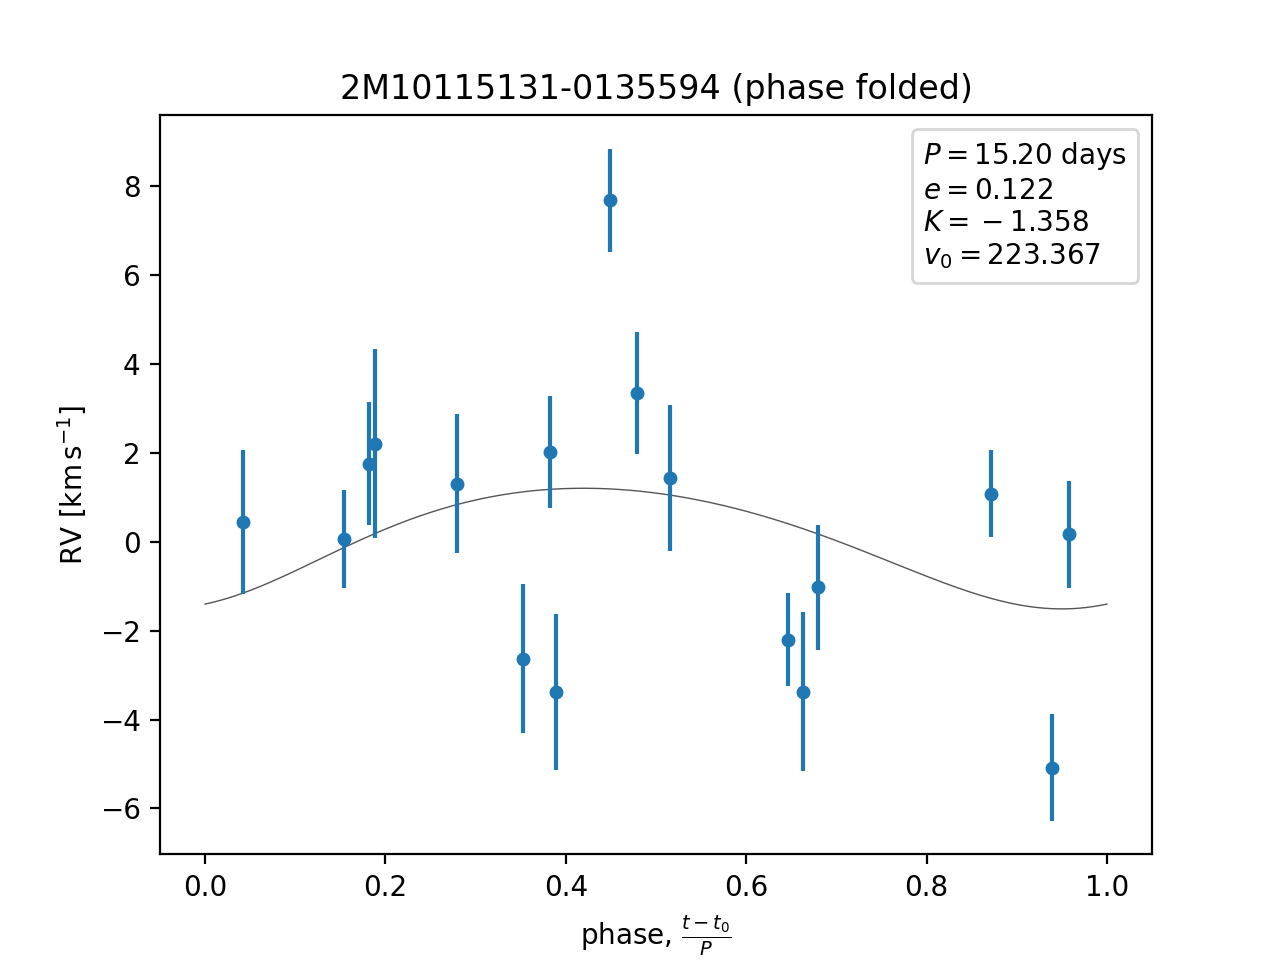 2M10115131-0135594 (phase folded)
P = 15.20 days
e = 0.122
K = −1.358
v₀ = 223.367
RV [km s⁻¹]
8
6
4
2
0
−2
−4
−6
0.0 0.2 0.4 0.6 0.8 1.0
phase, (t − t₀)/P